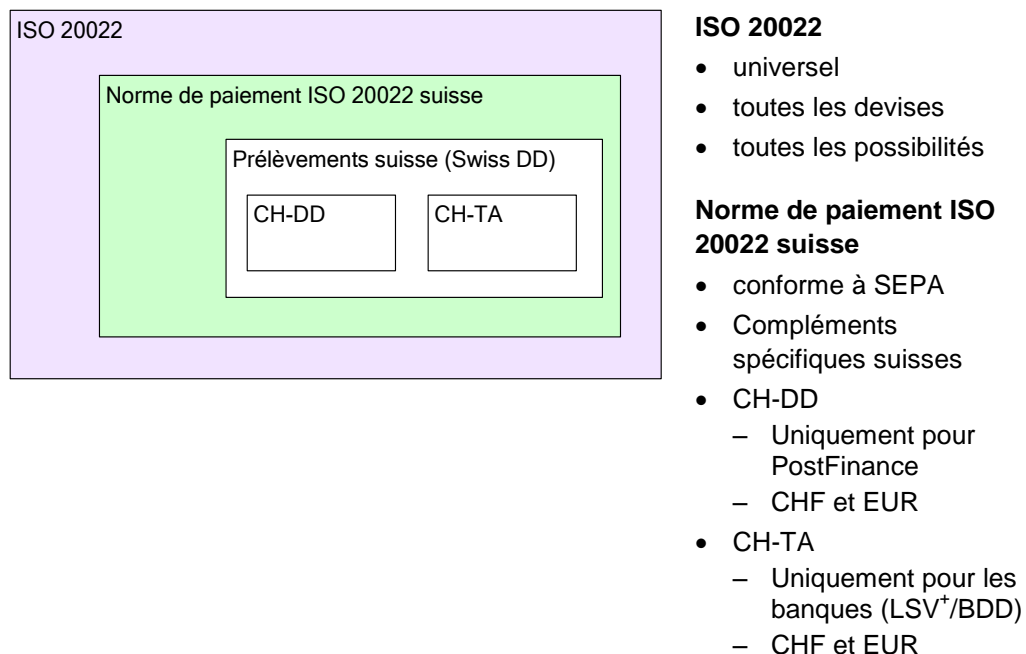 ISO 20022
Norme de paiement ISO 20022 suisse
Prélèvements suisse (Swiss DD)
CH-DD
CH-TA
ISO 20022
• universel
• toutes les devises
• toutes les possibilités
Norme de paiement ISO
20022 suisse
• conforme à SEPA
• Compléments
spécifiques suisses
• CH-DD
– Uniquement pour
PostFinance
– CHF et EUR
• CH-TA
– Uniquement pour les
banques (LSV+/BDD)
– CHF et EUR